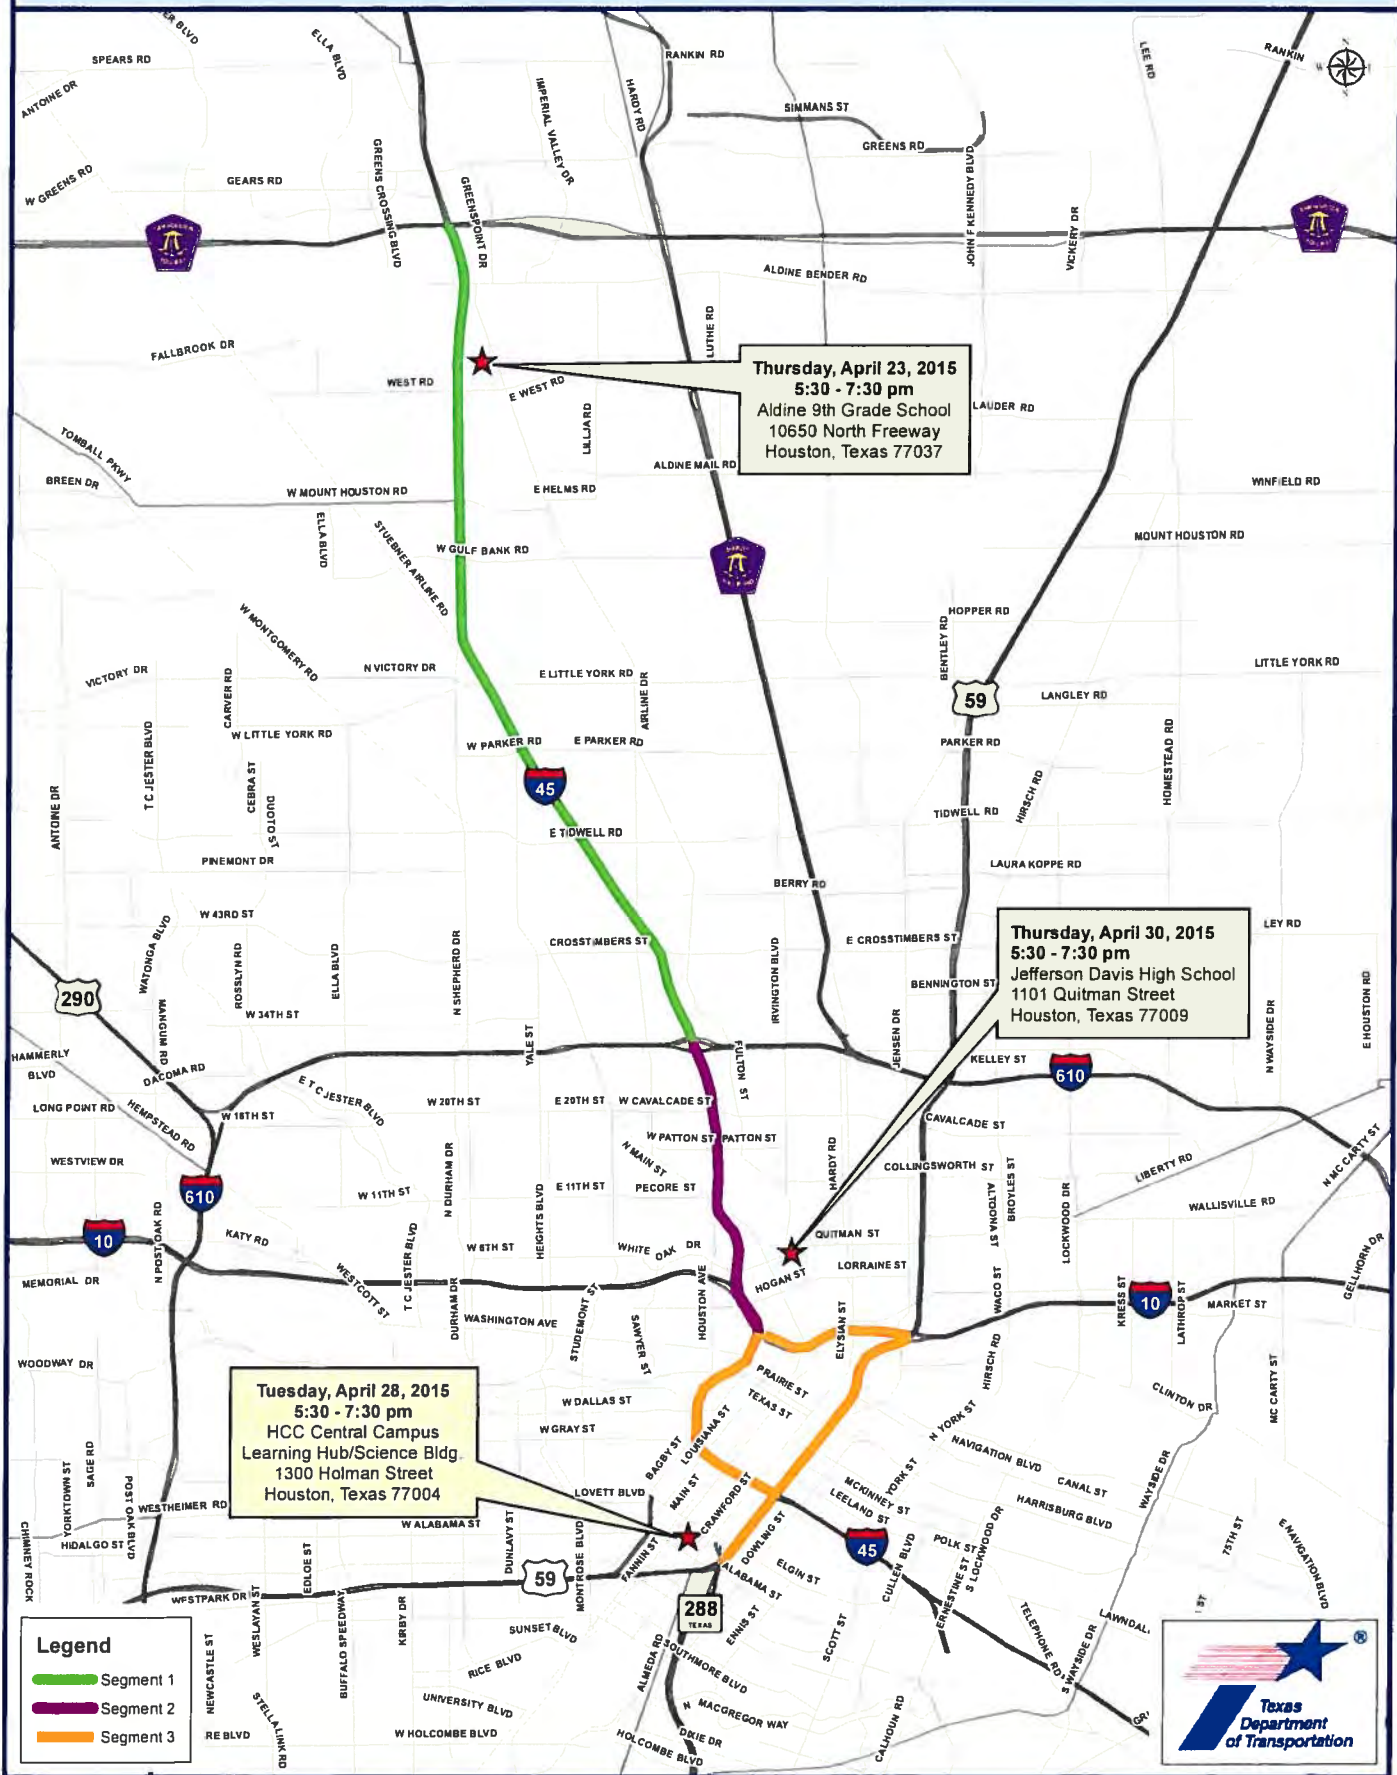 SPEARS RD
ELLA BLVD
ANTOINE DR
W GREENS RD
GEARS RD
GREENS CROSSING BLVD
GREENSPOINT DR
IMPERIAL VALLEY DR
HARDY RD
RANKIN RD
SIMMANS ST
GREENS RD
JOHN F KENNEDY BLVD
VICKERY DR
LEE RD
RANKIN
ALDINE BENDER RD
LUTHE RD
FALLBROOK DR
WEST RD
E WEST RD
LILLJARD
Thursday, April 23, 2015
5:30 - 7:30 pm
Aldine 9th Grade School
10650 North Freeway
Houston, Texas 77037
LAUDER RD
TOMBALL PKWY
BREEN DR
W MOUNT HOUSTON RD
E HELMS RD
ALDINE MAIL RD
WINFIELD RD
ELLA BLVD
STUEBNER AIRLINE RD
W GULF BANK RD
MOUNT HOUSTON RD
W MONTGOMERY RD
HOPPER RD
BENTLEY RD
VICTORY DR
CARVER RD
N VICTORY DR
E LITTLE YORK RD
AIRLINE DR
LITTLE YORK RD
59
LANGLEY RD
T C JESTER BLVD
W LITTLE YORK RD
W PARKER RD
E PARKER RD
PARKER RD
HOMESTEAD RD
45
ANTOINE DR
CEBRA ST
DUOTO ST
HIRSCH RD
TIDWELL RD
E TIDWELL RD
PINEMONT DR
LAURA KOPPE RD
BERRY RD
W 43RD ST
WATONGA BLVD
ROSSLYN RD
ELLA BLVD
N SHEPHERD DR
CROSSTIMBERS ST
IRVINGTON BLVD
E CROSSTIMBERS ST
LEY RD
Thursday, April 30, 2015
5:30 - 7:30 pm
Jefferson Davis High School
1101 Quitman Street
Houston, Texas 77009
290
BENNINGTON ST
MANGUM RD
W 34TH ST
YALE ST
JENSEN DR
N WAYSIDE DR
E HOUSTON RD
HAMMERLY
BLVD
DACOMA RD
FULTON ST
KELLEY ST
610
LONG POINT RD
HEMPSTEAD RD
W 18TH ST
E T C JESTER BLVD
W 20TH ST
E 20TH ST
W CAVALCADE ST
CAVALCADE ST
W PATTON ST
PATTON ST
HARDY RD
WESTVIEW DR
N MAIN ST
COLLINGSWORTH ST
LIBERTY RD
N MC CARTY ST
610
W 11TH ST
N DURHAM DR
E 11TH ST
PECORE ST
HEIGHTS BLVD
ALTOONA ST
BROYLES ST
LOCKWOOD DR
WALLISVILLE RD
10
N POST OAK RD
KATY RD
T C JESTER BLVD
W 6TH ST
WHITE OAK DR
QUITMAN ST
LORRAINE ST
GELLHORN DR
MEMORIAL DR
WESTCOTT ST
DURHAM DR
HOGAN ST
HOUSTON AVE
WACO ST
KRESS ST
10
LATHROP ST
MARKET ST
WASHINGTON AVE
STUDEMONT ST
SAWYER ST
ELYSIAN ST
HIRSCH RD
WOODWAY DR
PRAIRIE ST
TEXAS ST
CLINTON DR
MC CARTY ST
Tuesday, April 28, 2015
5:30 - 7:30 pm
HCC Central Campus
Learning Hub/Science Bldg.
1300 Holman Street
Houston, Texas 77004
W DALLAS ST
W GRAY ST
LOUISIANA ST
BAGBY ST
N YORK ST
NAVIGATION BLVD
SAGE RD
YORKTOWN ST
POST OAK BLVD
WESTHEIMER RD
LOVETT BLVD
MAIN ST
CRAWFORD ST
MCKINNEY ST
YORK ST
LEELAND ST
CANAL ST
HARRISBURG BLVD
WAYSIDE DR
CHIMNEY ROCK
HIDALGO ST
W ALABAMA ST
DUNLAVY ST
MONTROSE BLVD
FANNIN ST
DOWLING ST
45
CULLEN BLVD
POLK ST
S LOCKWOOD DR
75TH ST
E NAVIGATION BLVD
EDLOE ST
59
ALABAMA ST
ELGIN ST
ERNESTINE ST
WESTPARK DR
WESLAYAN ST
BUFFALO SPEEDWAY
KIRBY DR
288
TEXAS
ENNIS ST
SCOTT ST
TELEPHONE RD
LAWNDAL
NEWCASTLE ST
SUNSET BLVD
RICE BLVD
ALMEDA RD
SOUTHMORE BLVD
S WAYSIDE DR
STELLA LINK RD
UNIVERSITY BLVD
N MACGREGOR WAY
CALHOUN RD
RE BLVD
W HOLCOMBE BLVD
HOLCOMBE BLVD
DIXIE DR
Legend
Segment 1
Segment 2
Segment 3
Texas
Department
of Transportation
®